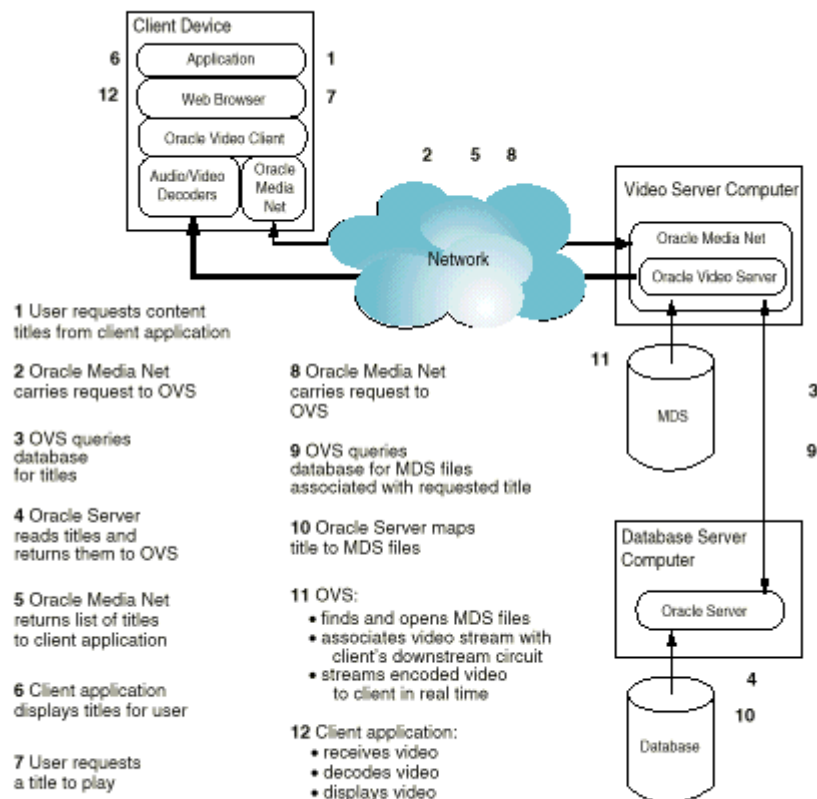 Client Device
6
Application
1
12
Web Browser
7
Oracle Video Client
Audio/Video
Decoders
Oracle
Media
Net
2 5 8
Network
Video Server Computer
Oracle Media Net
Oracle Video Server
11
MDS
3
9
Database Server
Computer
Oracle Server
4
10
Database
1 User requests content
titles from client application
2 Oracle Media Net
carries request to OVS
3 OVS queries
database
for titles
4 Oracle Server
reads titles and
returns them to OVS
5 Oracle Media Net
returns list of titles
to client application
6 Client application
displays titles for user
7 User requests
a title to play
8 Oracle Media Net
carries request to
OVS
9 OVS queries
database for MDS files
associated with requested title
10 Oracle Server maps
title to MDS files
11 OVS:
• finds and opens MDS files
• associates video stream with
client's downstream circuit
• streams encoded video
to client in real time
12 Client application:
• receives video
• decodes video
• displays video